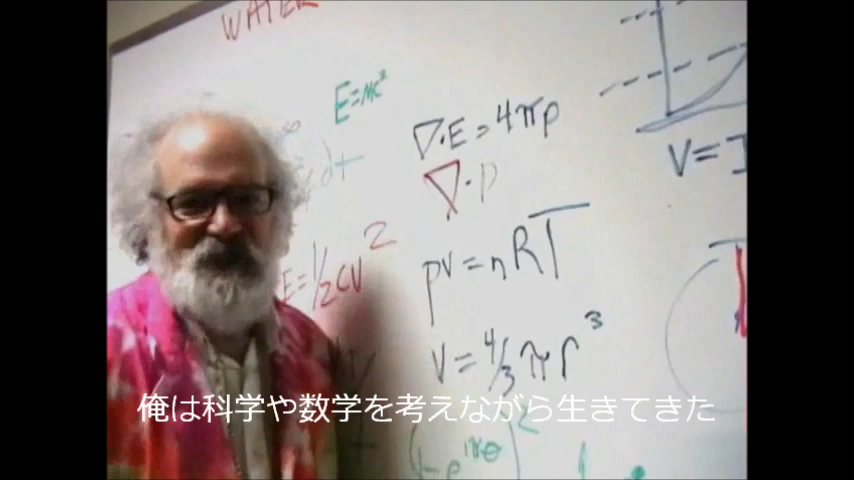 WATER
E=MC²
∇·E = 4πρ
∇·P
E=½CV²
PV=nRT
V=
V=4/3πr³
俺は科学や数学を考えながら生きてきた